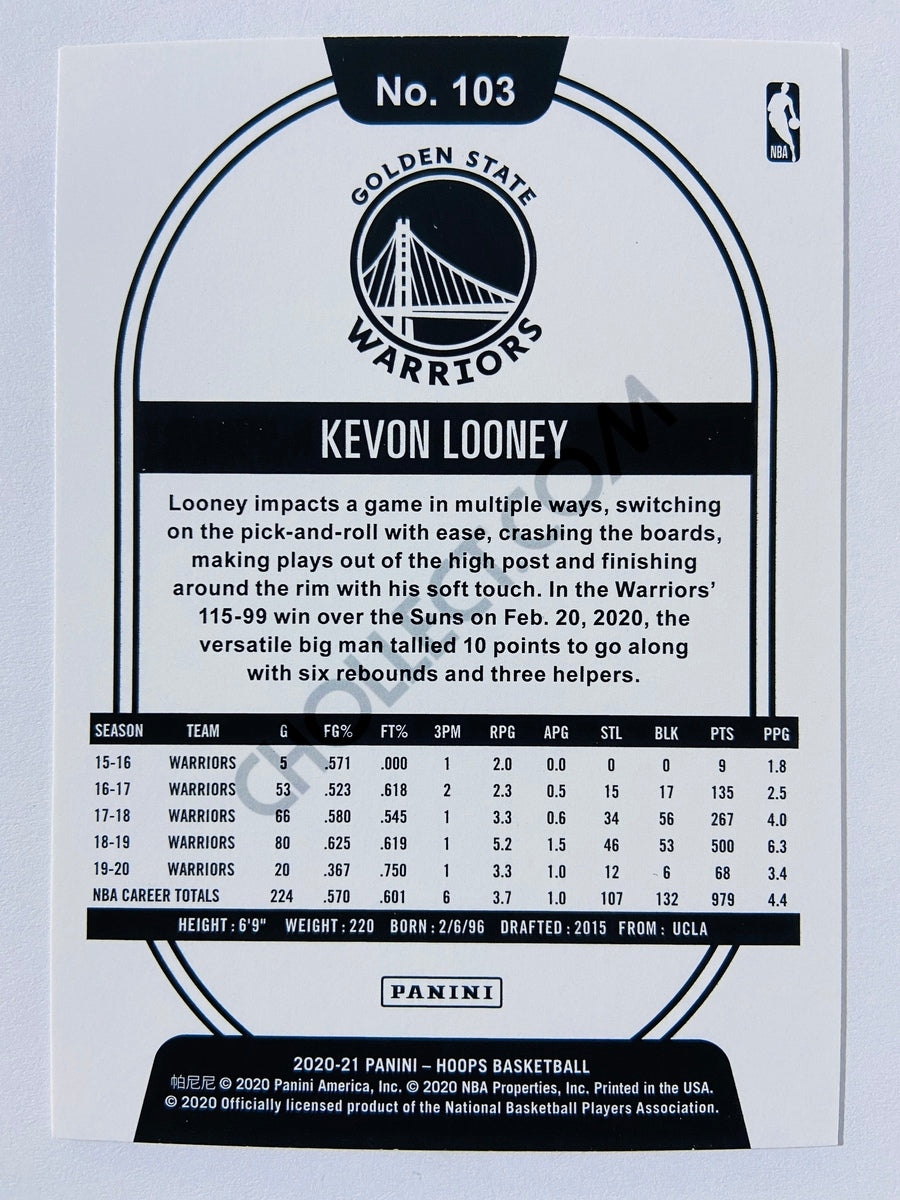 No. 103
NBA
GOLDEN STATE
WARRIORS
KEVON LOONEY
Looney impacts a game in multiple ways, switching
on the pick-and-roll with ease, crashing the boards,
making plays out of the high post and finishing
around the rim with his soft touch. In the Warriors'
115-99 win over the Suns on Feb. 20, 2020, the
versatile big man tallied 10 points to go along
with six rebounds and three helpers.
CHOLLECT.COM
SEASON TEAM G FG% FT% 3PM RPG APG STL BLK PTS PPG
15-16 WARRIORS 5 .571 .000 1 2.0 0.0 0 0 9 1.8
16-17 WARRIORS 53 .523 .618 2 2.3 0.5 15 17 135 2.5
17-18 WARRIORS 66 .580 .545 1 3.3 0.6 34 56 267 4.0
18-19 WARRIORS 80 .625 .619 1 5.2 1.5 46 53 500 6.3
19-20 WARRIORS 20 .367 .750 1 3.3 1.0 12 6 68 3.4
NBA CAREER TOTALS 224 .570 .601 6 3.7 1.0 107 132 979 4.4
HEIGHT: 6'9" WEIGHT: 220 BORN: 2/6/96 DRAFTED: 2015 FROM: UCLA
PANINI
2020-21 PANINI – HOOPS BASKETBALL
帕尼尼 © 2020 Panini America, Inc. © 2020 NBA Properties, Inc. Printed in the USA.
© 2020 Officially licensed product of the National Basketball Players Association.